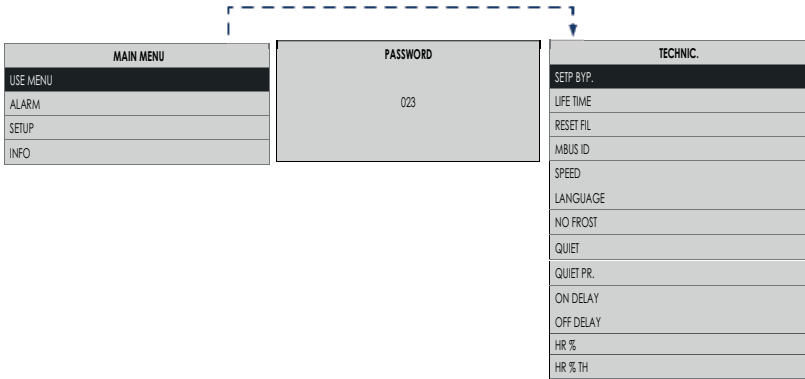 MAIN MENU
USE MENU
ALARM
SETUP
INFO
PASSWORD
023
TECHNIC.
SETP BYP.
LIFE TIME
RESET FIL
MBUS ID
SPEED
LANGUAGE
NO FROST
QUIET
QUIET PR.
ON DELAY
OFF DELAY
HR %
HR % TH